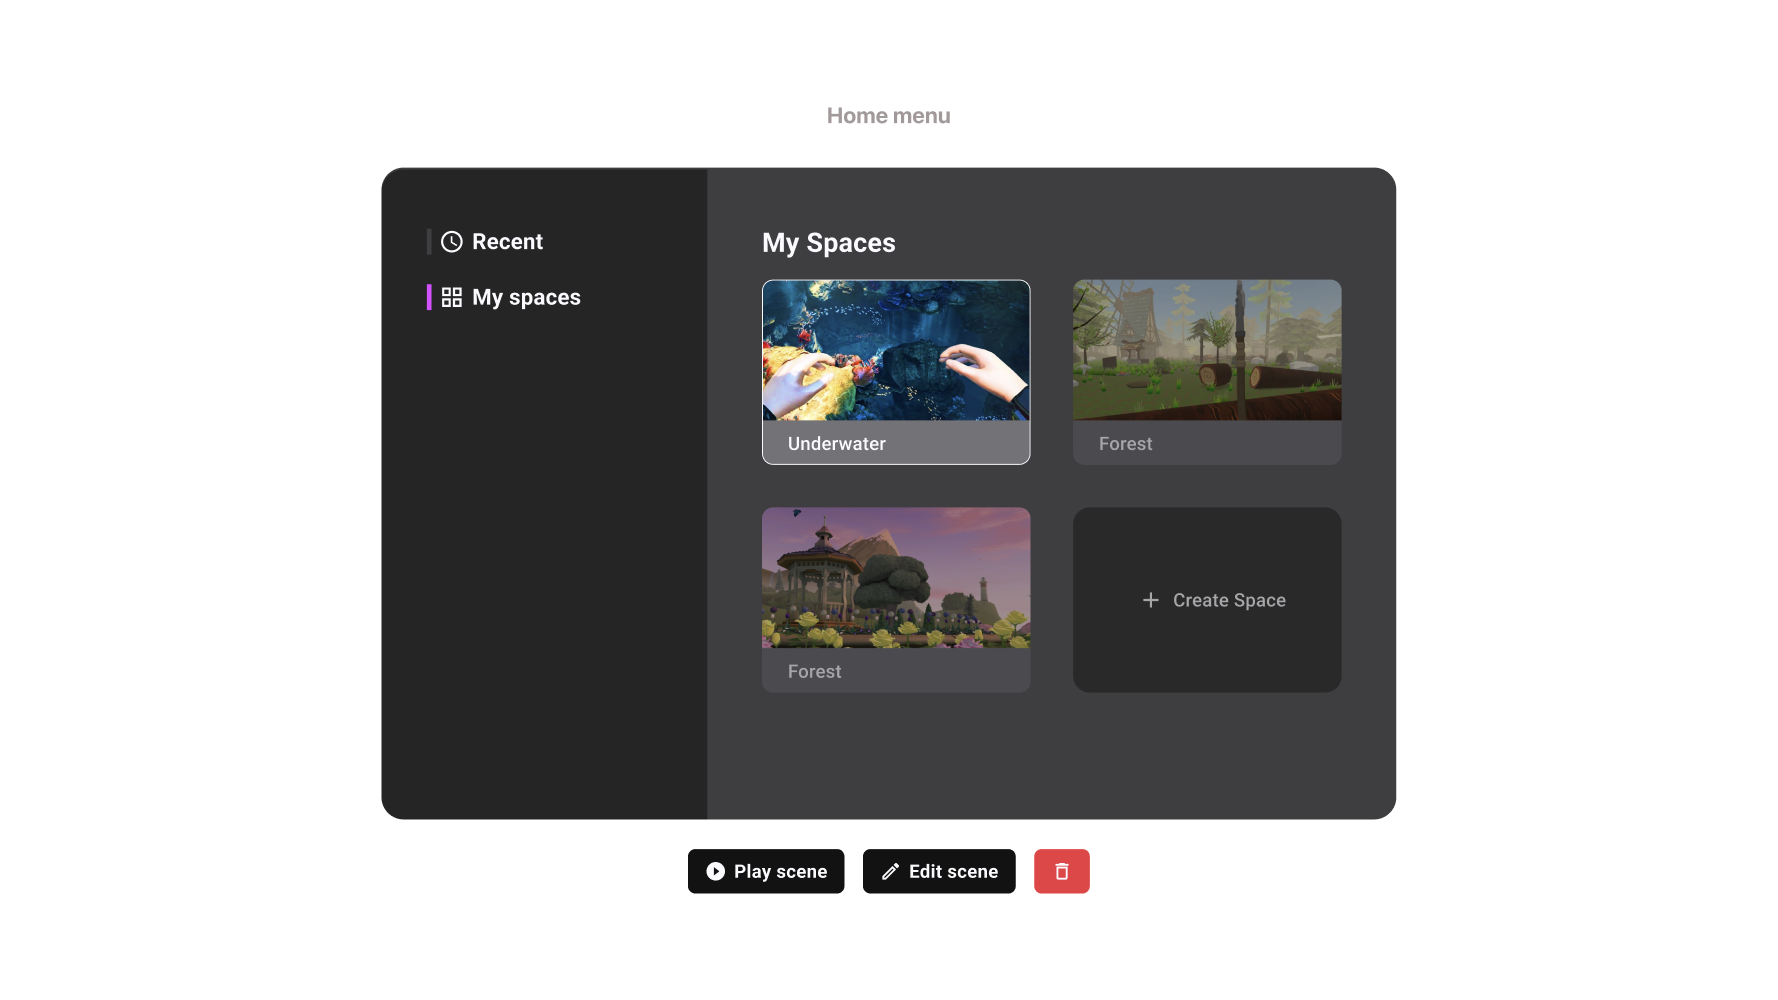 Home menu
Recent
My spaces
My Spaces
Underwater
Forest
Forest
Create Space
Play scene
Edit scene